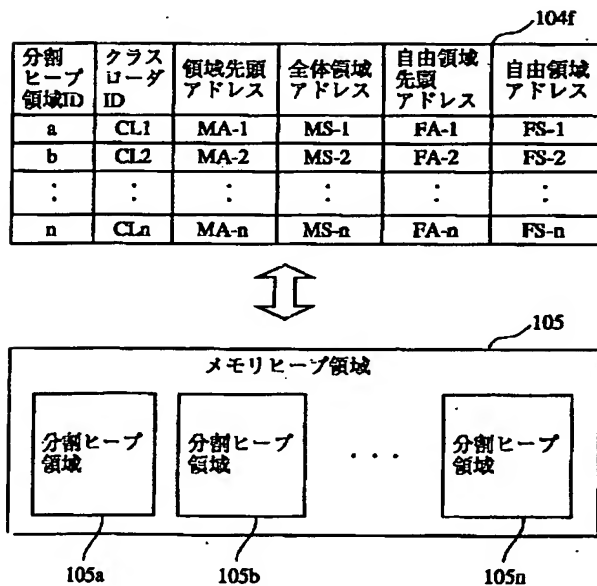 104f
分割
ヒープ
領域ID
クラス
ローダ
ID
領域先頭
アドレス
全体領域
アドレス
自由領域
先頭
アドレス
自由領域
アドレス
a CL1 MA-1 MS-1 FA-1 FS-1
b CL2 MA-2 MS-2 FA-2 FS-2
: : : : : :
n CLn MA-n MS-n FA-n FS-n
105
メモリヒープ領域
分割ヒープ
領域
分割ヒープ
領域
· · ·
分割ヒープ
領域
105a 105b 105n